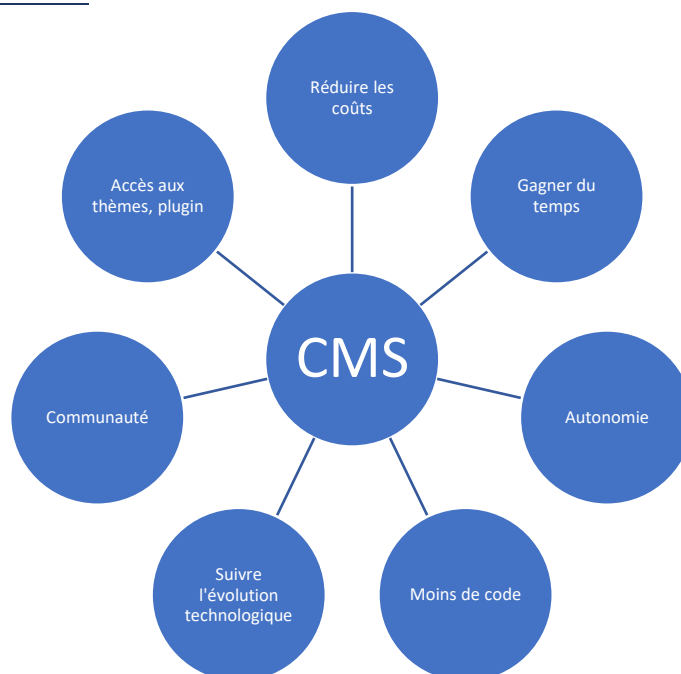 Réduire les
coûts
Accès aux
thèmes, plugin
Gagner du
temps
CMS
Communauté
Autonomie
Suivre
l'évolution
technologique
Moins de code